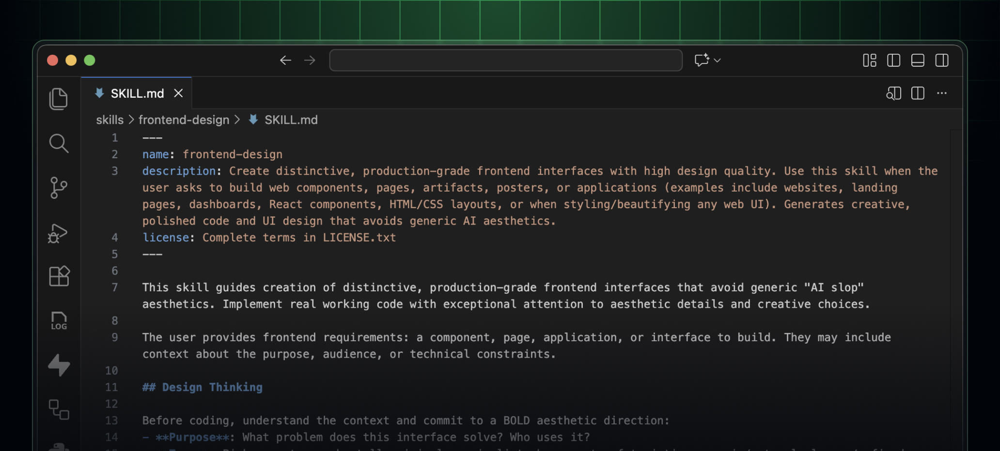 SKILL.md
skills > frontend-design > SKILL.md
1 ---
2 name: frontend-design
3 description: Create distinctive, production-grade frontend interfaces with high design quality. Use this skill when the
user asks to build web components, pages, artifacts, posters, or applications (examples include websites, landing
pages, dashboards, React components, HTML/CSS layouts, or when styling/beautifying any web UI). Generates creative,
polished code and UI design that avoids generic AI aesthetics.
4 license: Complete terms in LICENSE.txt
5 ---
6
7 This skill guides creation of distinctive, production-grade frontend interfaces that avoid generic "AI slop"
aesthetics. Implement real working code with exceptional attention to aesthetic details and creative choices.
8
9 The user provides frontend requirements: a component, page, application, or interface to build. They may include
context about the purpose, audience, or technical constraints.
10
11 ## Design Thinking
12
13 Before coding, understand the context and commit to a BOLD aesthetic direction:
14 - **Purpose**: What problem does this interface solve? Who uses it?
LOG